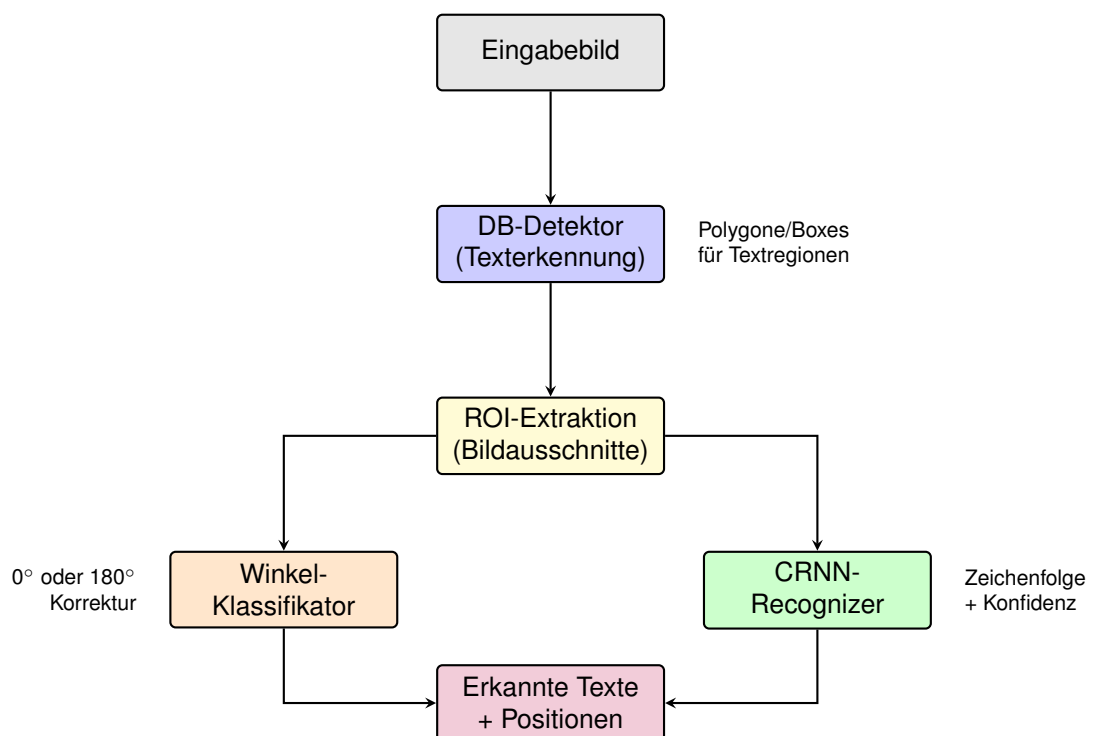 Eingabebild
DB-Detektor
(Texterkennung)
Polygone/Boxes
für Textregionen
ROI-Extraktion
(Bildausschnitte)
0° oder 180°
Korrektur
Winkel-
Klassifikator
CRNN-
Recognizer
Zeichenfolge
+ Konfidenz
Erkannte Texte
+ Positionen